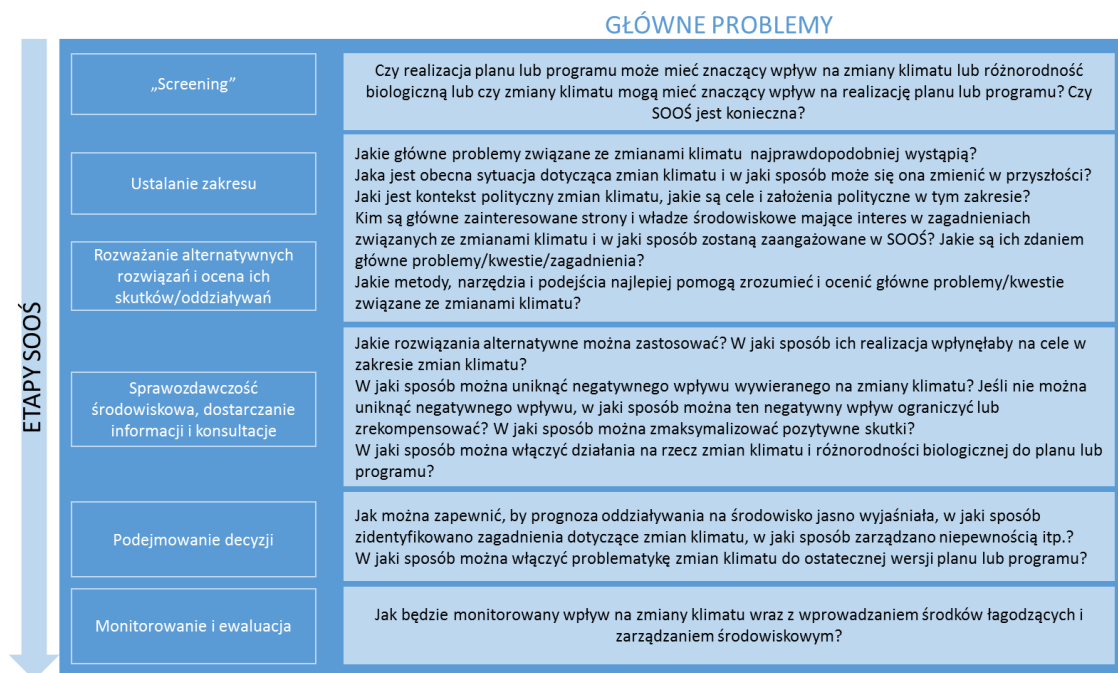 GŁÓWNE PROBLEMY
ETAPY SOOŚ
„Screening”
Czy realizacja planu lub programu może mieć znaczący wpływ na zmiany klimatu lub różnorodność
biologiczną lub czy zmiany klimatu mogą mieć znaczący wpływ na realizację planu lub programu? Czy
SOOŚ jest konieczna?
Ustalanie zakresu
Jakie główne problemy związane ze zmianami klimatu najprawdopodobniej wystąpią?
Jaka jest obecna sytuacja dotycząca zmian klimatu i w jaki sposób może się ona zmienić w przyszłości?
Jaki jest kontekst polityczny zmian klimatu, jakie są cele i założenia polityczne w tym zakresie?
Kim są główne zainteresowane strony i władze środowiskowe mające interes w zagadnieniach
związanych ze zmianami klimatu i w jaki sposób zostaną zaangażowane w SOOŚ? Jakie są ich zdaniem
główne problemy/kwestie/zagadnienia?
Jakie metody, narzędzia i podejścia najlepiej pomogą zrozumieć i ocenić główne problemy/kwestie
związane ze zmianami klimatu?
Rozważanie alternatywnych
rozwiązań i ocena ich
skutków/oddziaływań
Jakie rozwiązania alternatywne można zastosować? W jaki sposób ich realizacja wpłynęłaby na cele w
zakresie zmian klimatu?
W jaki sposób można uniknąć negatywnego wpływu wywieranego na zmiany klimatu? Jeśli nie można
uniknąć negatywnego wpływu, w jaki sposób można ten negatywny wpływ ograniczyć lub
zrekompensować? W jaki sposób można zmaksymalizować pozytywne skutki?
W jaki sposób można włączyć działania na rzecz zmian klimatu i różnorodności biologicznej do planu lub
programu?
Sprawozdawczość
środowiskowa, dostarczanie
informacji i konsultacje
Podejmowanie decyzji
Jak można zapewnić, by prognoza oddziaływania na środowisko jasno wyjaśniała, w jaki sposób
zidentyfikowano zagadnienia dotyczące zmian klimatu, w jaki sposób zarządzano niepewnością itp.?
W jaki sposób można włączyć problematykę zmian klimatu do ostatecznej wersji planu lub programu?
Monitorowanie i ewaluacja
Jak będzie monitorowany wpływ na zmiany klimatu wraz z wprowadzaniem środków łagodzących i
zarządzaniem środowiskowym?